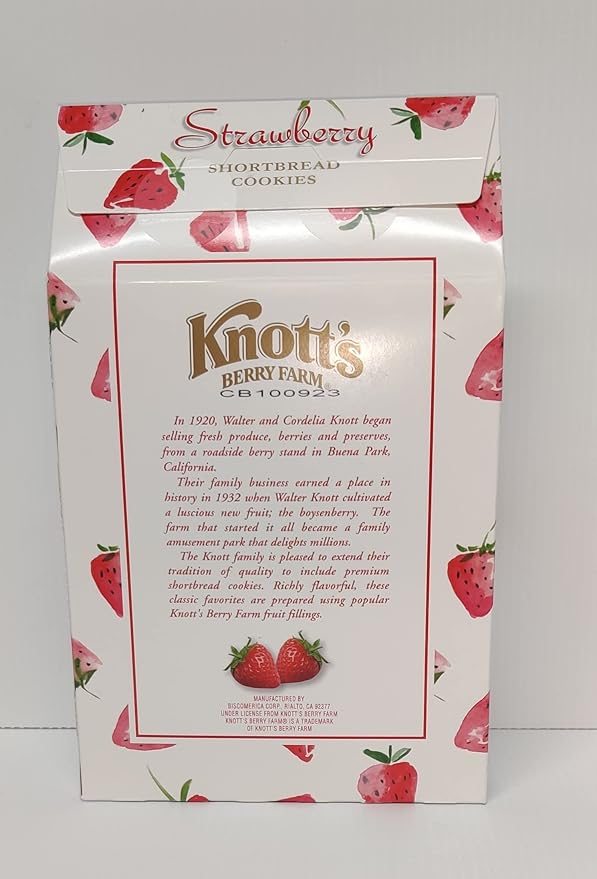 Strawberry
SHORTBREAD
COOKIES
Knott's
BERRY FARM®
CB100923
In 1920, Walter and Cordelia Knott began
selling fresh produce, berries and preserves,
from a roadside berry stand in Buena Park,
California.
Their family business earned a place in
history in 1932 when Walter Knott cultivated
a luscious new fruit; the boysenberry. The
farm that started it all became a family
amusement park that delights millions.
The Knott family is pleased to extend their
tradition of quality to include premium
shortbread cookies. Richly flavorful, these
classic favorites are prepared using popular
Knott's Berry Farm fruit fillings.
MANUFACTURED BY
BISCOMERICA CORP., RIALTO, CA 92377
UNDER LICENSE FROM KNOTT'S BERRY FARM
KNOTT'S BERRY FARM® IS A TRADEMARK
OF KNOTT'S BERRY FARM